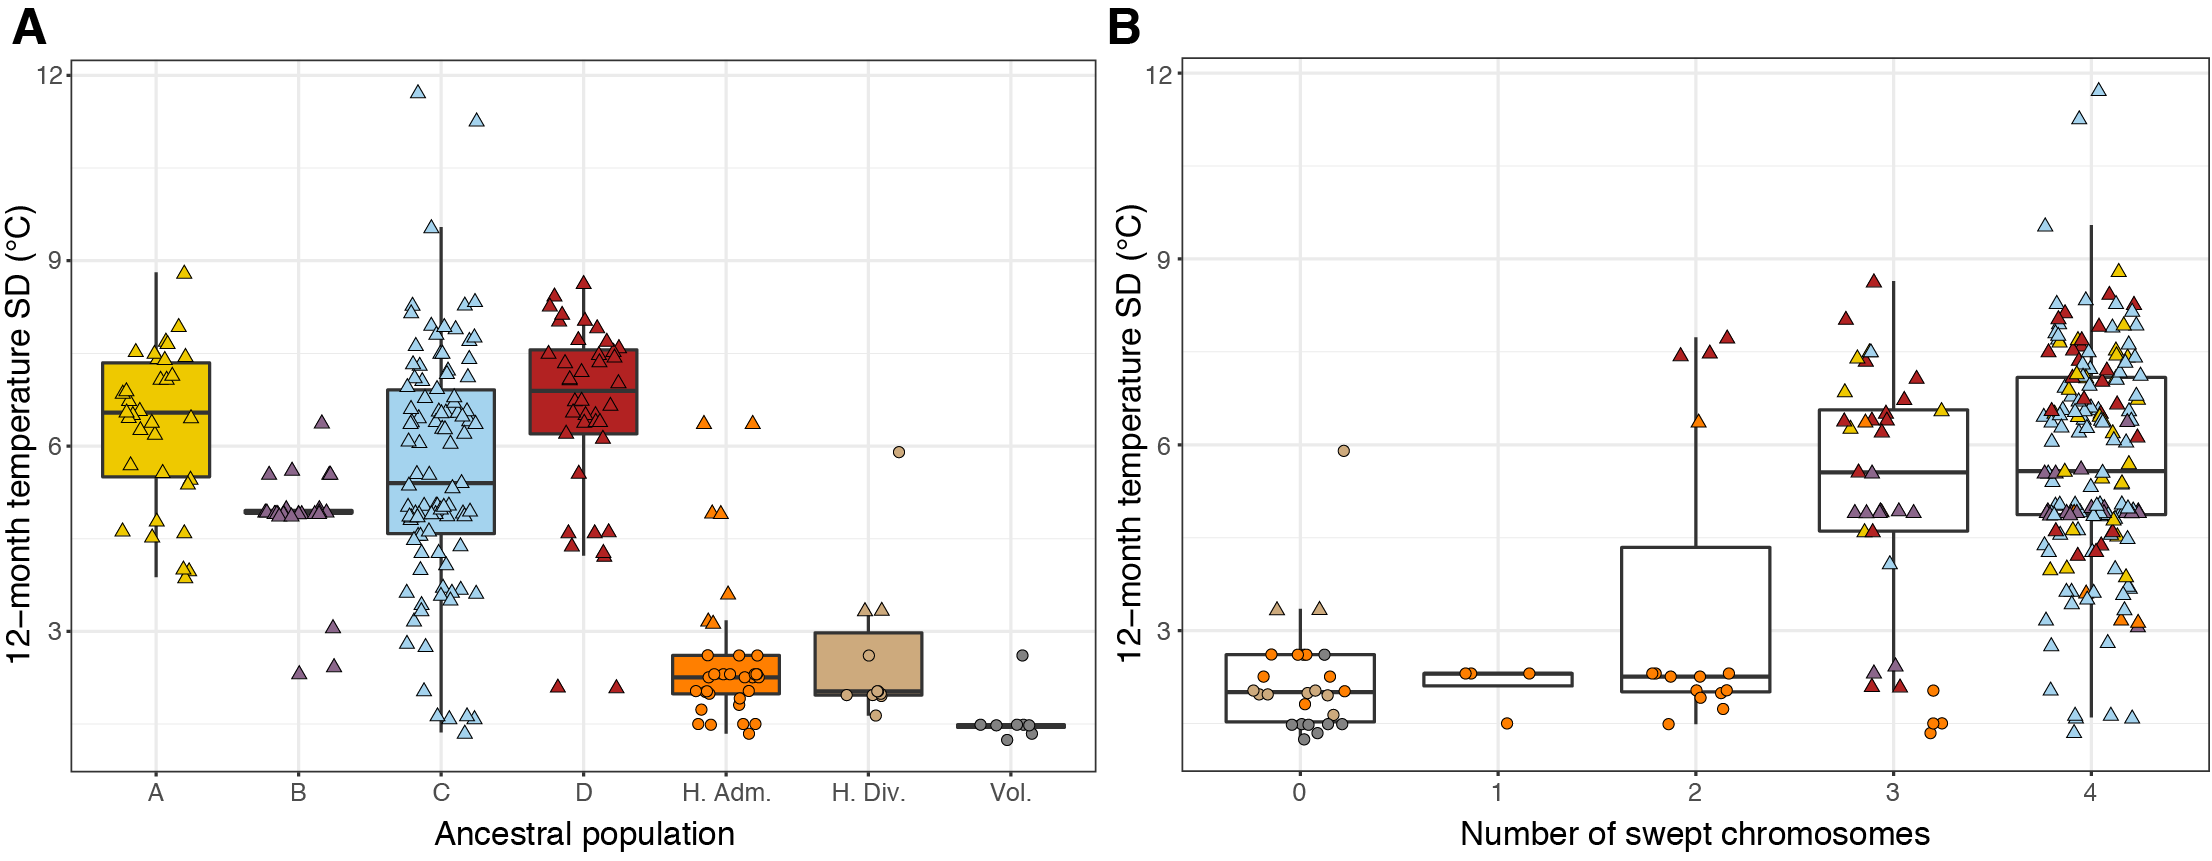 A
12
9
6
3
12−month temperature SD (°C)
A B C D H. Adm. H. Div. Vol.
Ancestral population
B
12
9
6
3
12−month temperature SD (°C)
0 1 2 3 4
Number of swept chromosomes